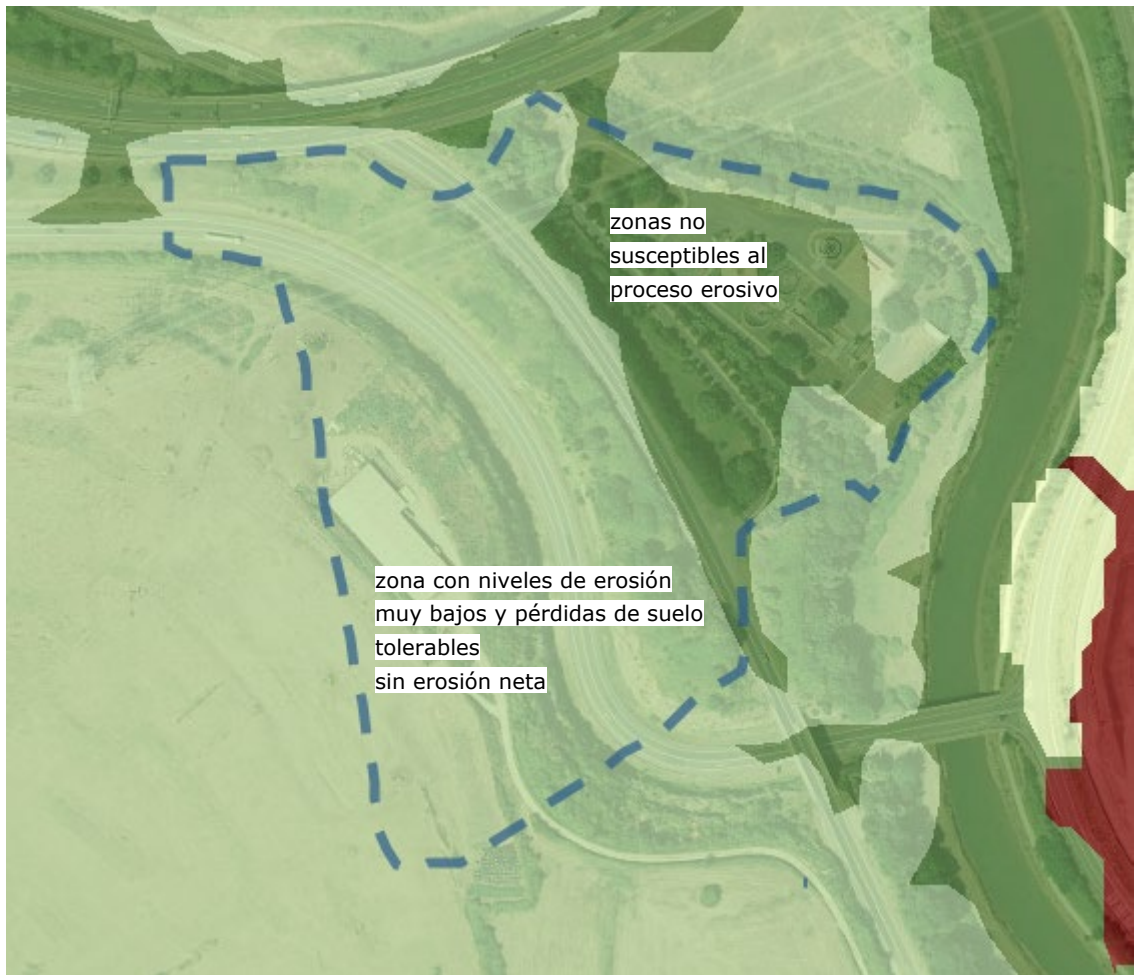 zonas no
susceptibles al
proceso erosivo
zona con niveles de erosión
muy bajos y pérdidas de suelo
tolerables
sin erosión neta